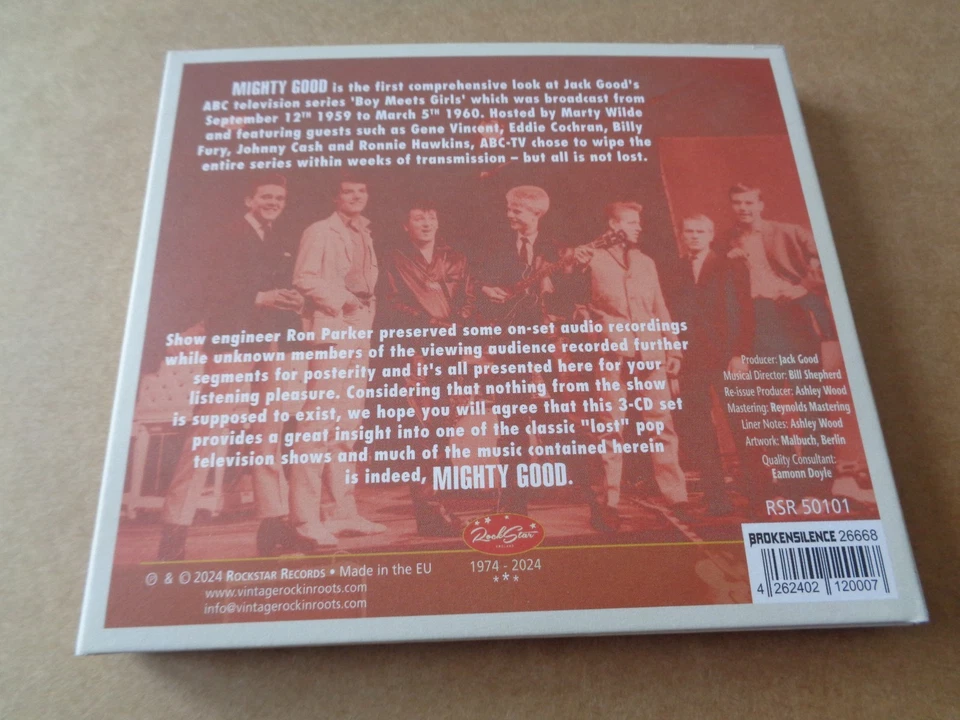 MIGHTY GOOD is the first comprehensive look at Jack Good's
ABC television series 'Boy Meets Girls' which was broadcast from
September 12TH 1959 to March 5TH 1960. Hosted by Marty Wilde
and featuring guests such as Gene Vincent, Eddie Cochran, Billy
Fury, Johnny Cash and Ronnie Hawkins, ABC-TV chose to wipe the
entire series within weeks of transmission – but all is not lost.
Show engineer Ron Parker preserved some on-set audio recordings
while unknown members of the viewing audience recorded further
segments for posterity and it's all presented here for your
listening pleasure. Considering that nothing from the show
is supposed to exist, we hope you will agree that this 3-CD set
provides a great insight into one of the classic "lost" pop
television shows and much of the music contained herein
is indeed, MIGHTY GOOD.
Producer: Jack Good
Musical Director: Bill Shepherd
Re-issue Producer: Ashley Wood
Mastering: Reynolds Mastering
Liner Notes: Ashley Wood
Artwork: Malbuch, Berlin
Quality Consultant:
Eamonn Doyle
RSR 50101
BROKENSILENCE 26668
4 262402 120007
RockStar
RECORDS
1974 - 2024
***
℗ & © 2024 ROCKSTAR RECORDS • Made in the EU
www.vintagerockinroots.com
info@vintagerockinroots.com